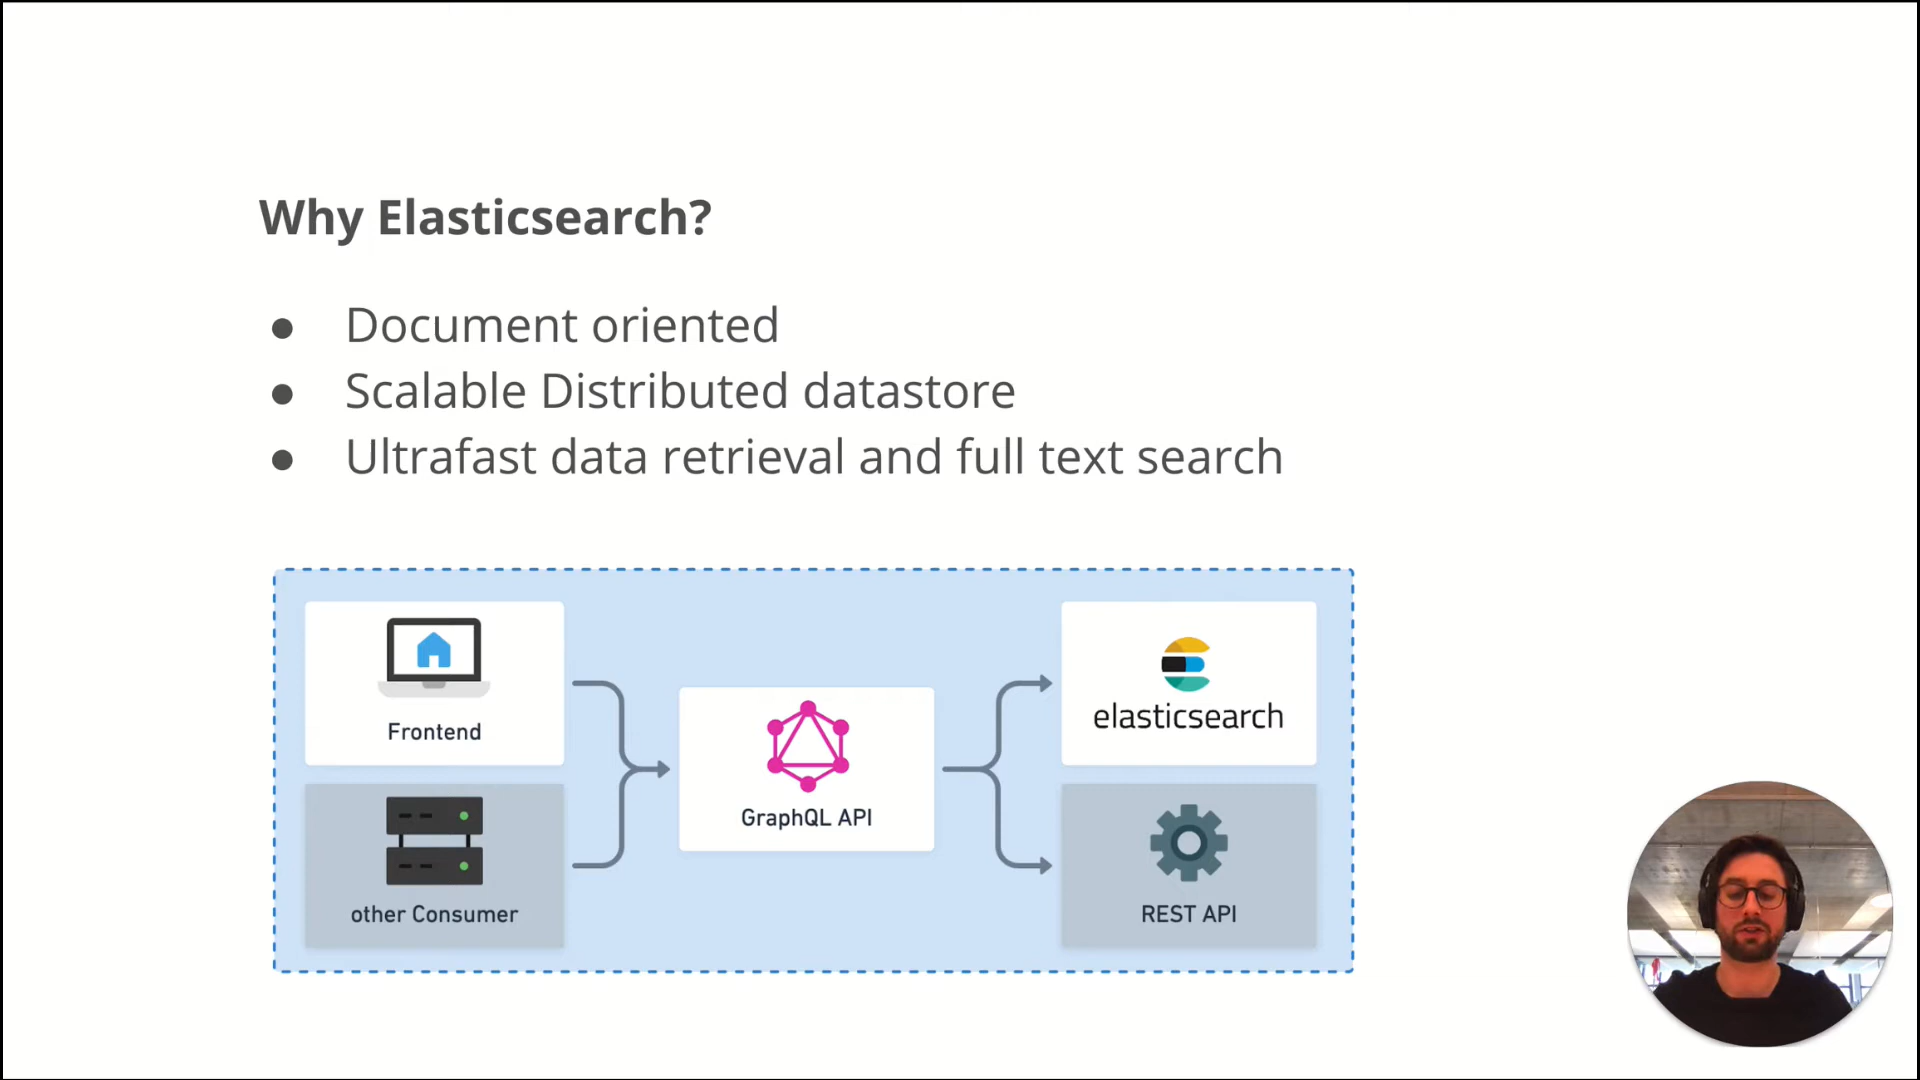 Why Elasticsearch?
● Document oriented
● Scalable Distributed datastore
● Ultrafast data retrieval and full text search
Frontend
other Consumer
GraphQL API
elasticsearch
REST API